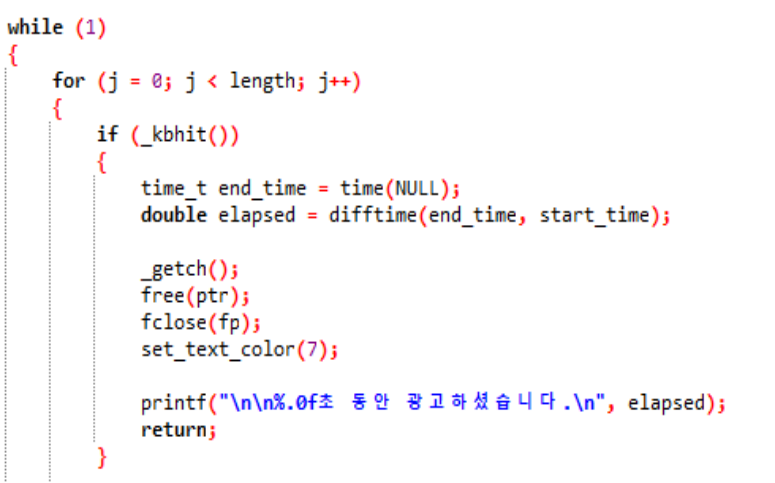 while (1)
{
for (j = 0; j < length; j++)
{
if (_kbhit())
{
time_t end_time = time(NULL);
double elapsed = difftime(end_time, start_time);
_getch();
free(ptr);
fclose(fp);
set_text_color(7);
printf("\n\n%.0f초 동안 광고하셨습니다.\n", elapsed);
return;
}